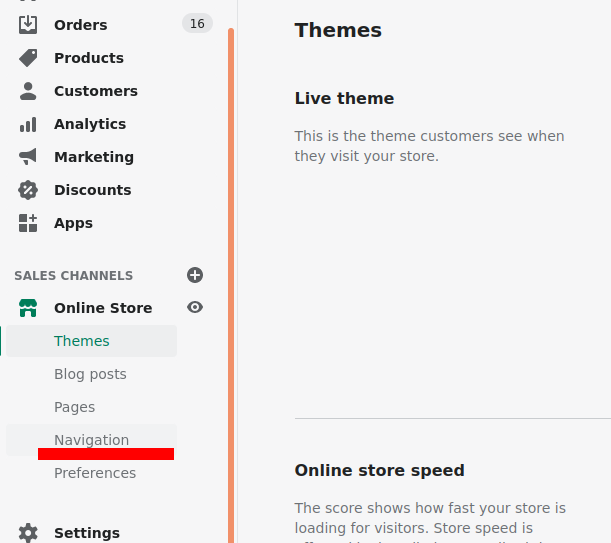 Orders
16
Products
Customers
Analytics
Marketing
Discounts
Apps
SALES CHANNELS
Online Store
Themes
Blog posts
Pages
Navigation
Preferences
Settings
Themes
Live theme
This is the theme customers see when
they visit your store.
Online store speed
The score shows how fast your store is
loading for visitors. Store speed is